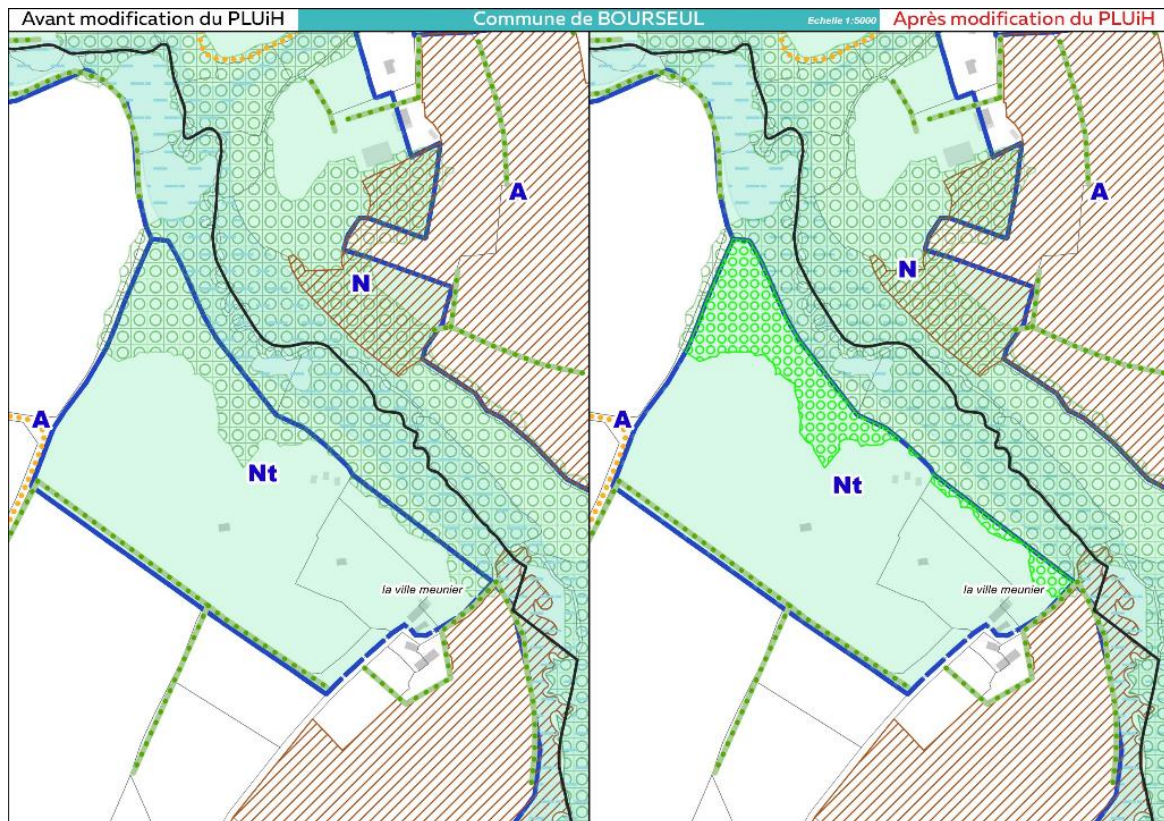 Avant modification du PLUiH Commune de BOURSEUL Echelle 1:5000 Après modification du PLUiH
A
N
A
Nt
la ville meunier
A
N
A
Nt
la ville meunier